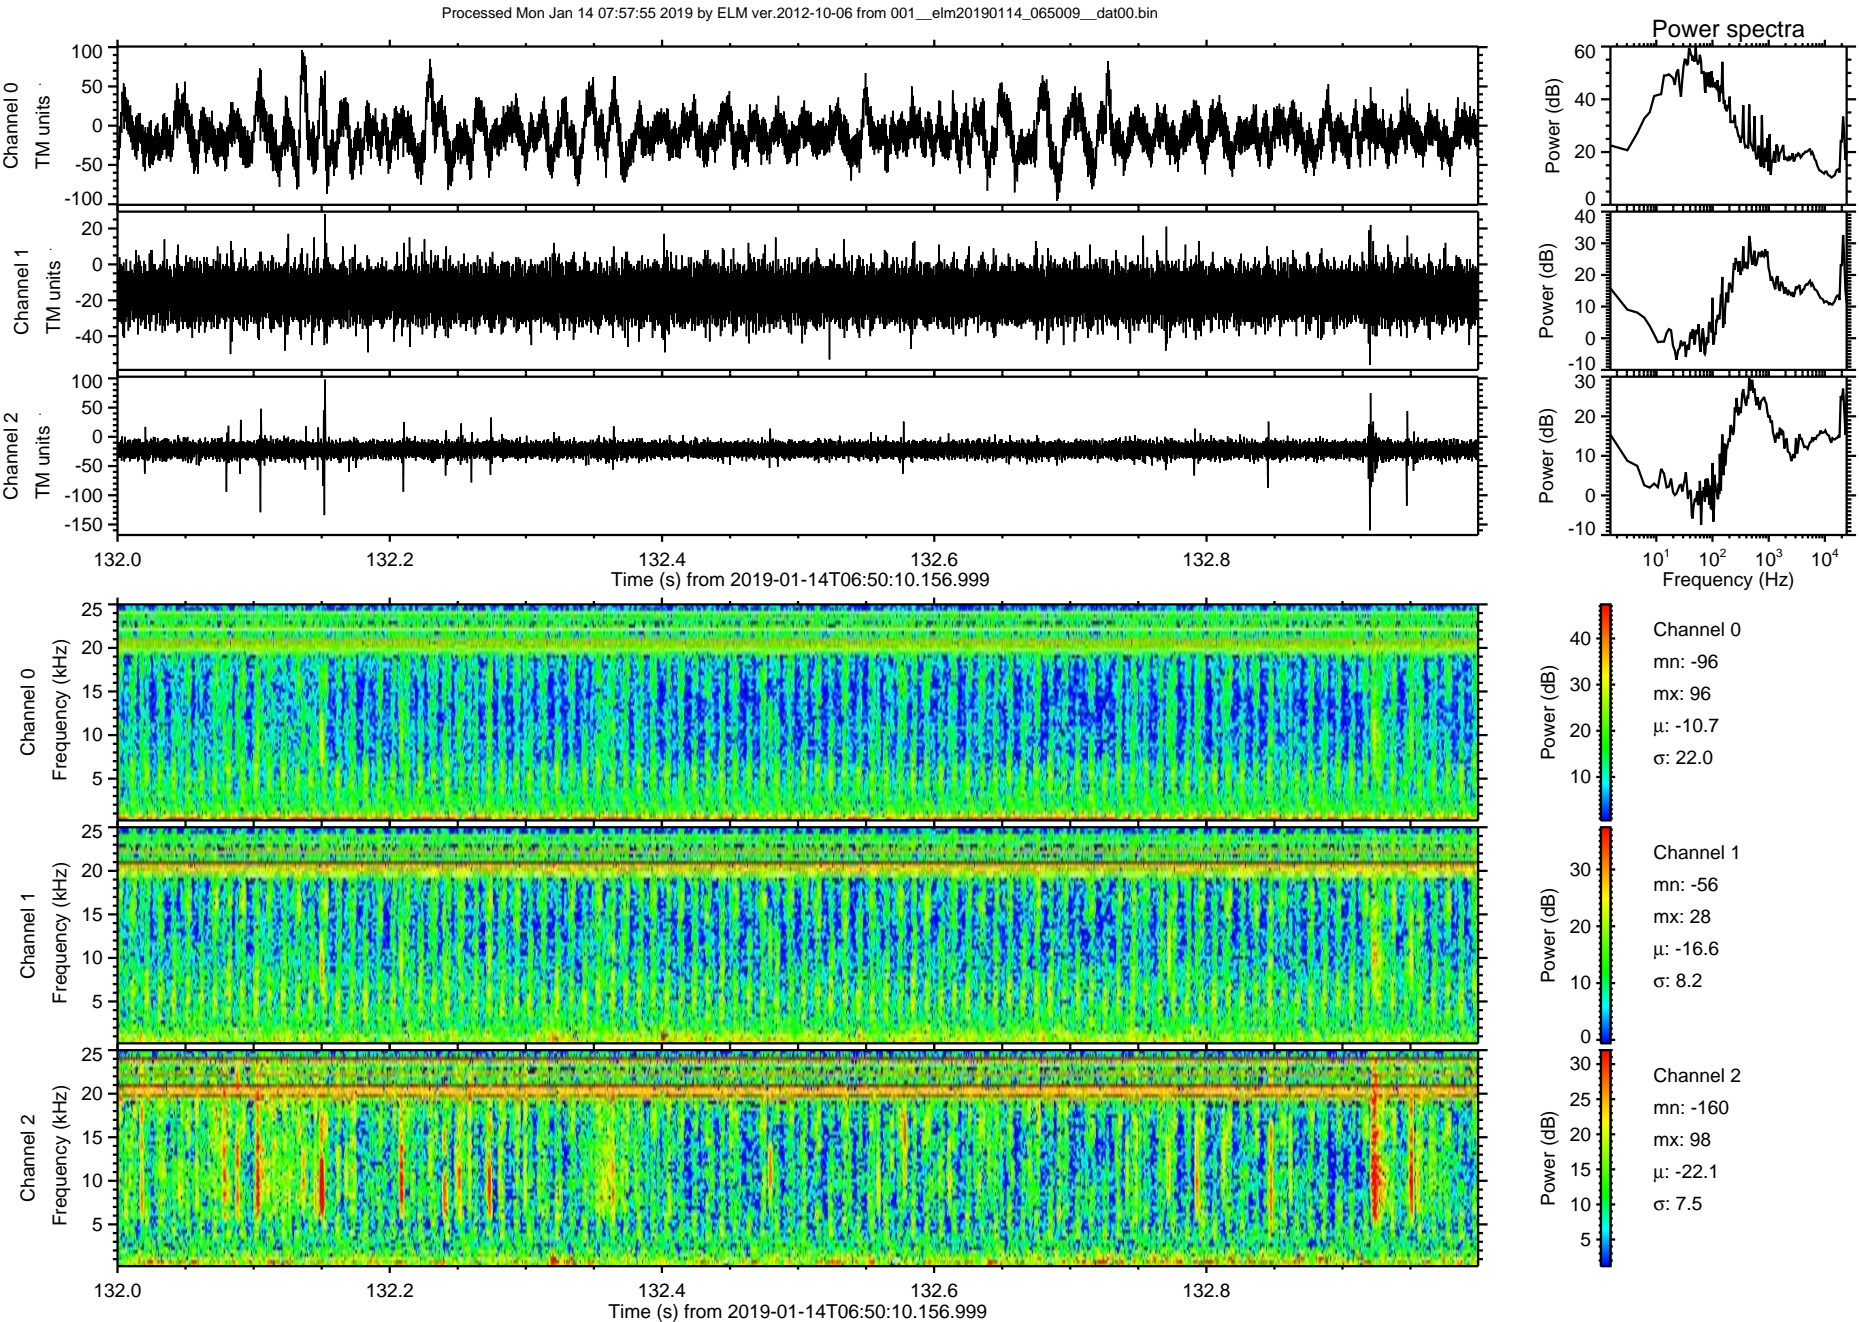 Processed Mon Jan 14 07:57:55 2019 by ELM ver.2012-10-06 from 001__elm20190114_065009__dat00.bin
Power spectra
Channel 0
TM units
100
50
0
-50
-100
Power (dB)
60
40
20
0
Channel 1
TM units
20
0
-20
-40
Power (dB)
40
30
20
10
0
-10
Channel 2
TM units
100
50
0
-50
-100
-150
Power (dB)
30
20
10
0
-10
132.0 132.2 132.4 132.6 132.8
Time (s) from 2019-01-14T06:50:10.156.999
10¹ 10² 10³ 10⁴
Frequency (Hz)
Channel 0
Frequency (kHz)
25
20
15
10
5
Power (dB)
40
30
20
10
Channel 0
mn: -96
mx: 96
μ: -10.7
σ: 22.0
Channel 1
Frequency (kHz)
25
20
15
10
5
Power (dB)
30
20
10
0
Channel 1
mn: -56
mx: 28
μ: -16.6
σ: 8.2
Channel 2
Frequency (kHz)
25
20
15
10
5
Power (dB)
30
25
20
15
10
5
Channel 2
mn: -160
mx: 98
μ: -22.1
σ: 7.5
132.0 132.2 132.4 132.6 132.8
Time (s) from 2019-01-14T06:50:10.156.999